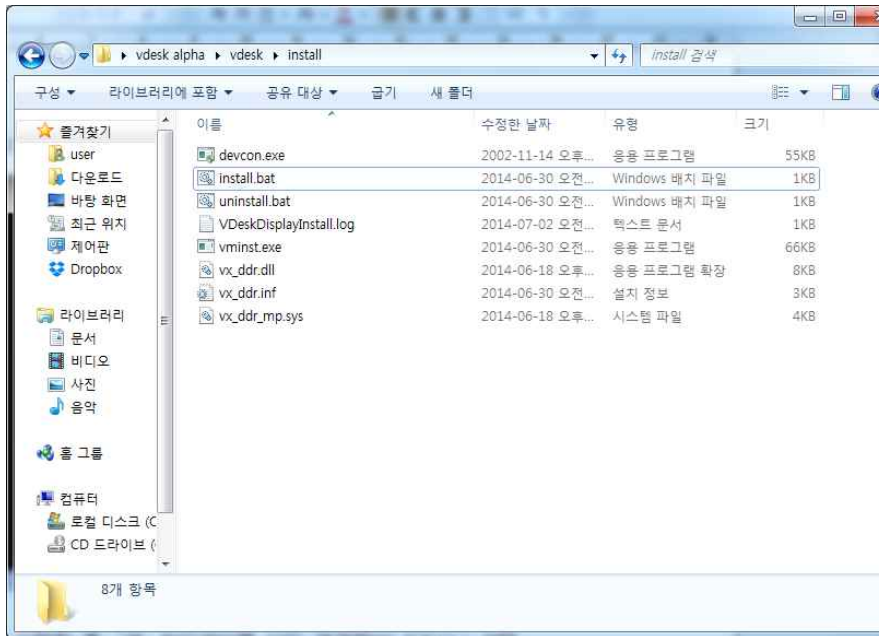 vdesk alpha vdesk install
install 검색
구성 라이브러리에 포함 공유 대상 굽기 새 폴더
즐겨찾기
user
다운로드
바탕 화면
최근 위치
제어판
Dropbox
라이브러리
문서
비디오
사진
음악
홈 그룹
컴퓨터
로컬 디스크 (C
CD 드라이브 (
이름 수정한 날짜 유형 크기
devcon.exe 2002-11-14 오후... 응용 프로그램 55KB
install.bat 2014-06-30 오전... Windows 배치 파일 1KB
uninstall.bat 2014-06-30 오전... Windows 배치 파일 1KB
VDeskDisplayInstall.log 2014-07-02 오전... 텍스트 문서 1KB
vminst.exe 2014-06-30 오전... 응용 프로그램 66KB
vx_ddr.dll 2014-06-18 오후... 응용 프로그램 확장 8KB
vx_ddr.inf 2014-06-30 오전... 설치 정보 3KB
vx_ddr_mp.sys 2014-06-18 오후... 시스템 파일 4KB
8개 항목